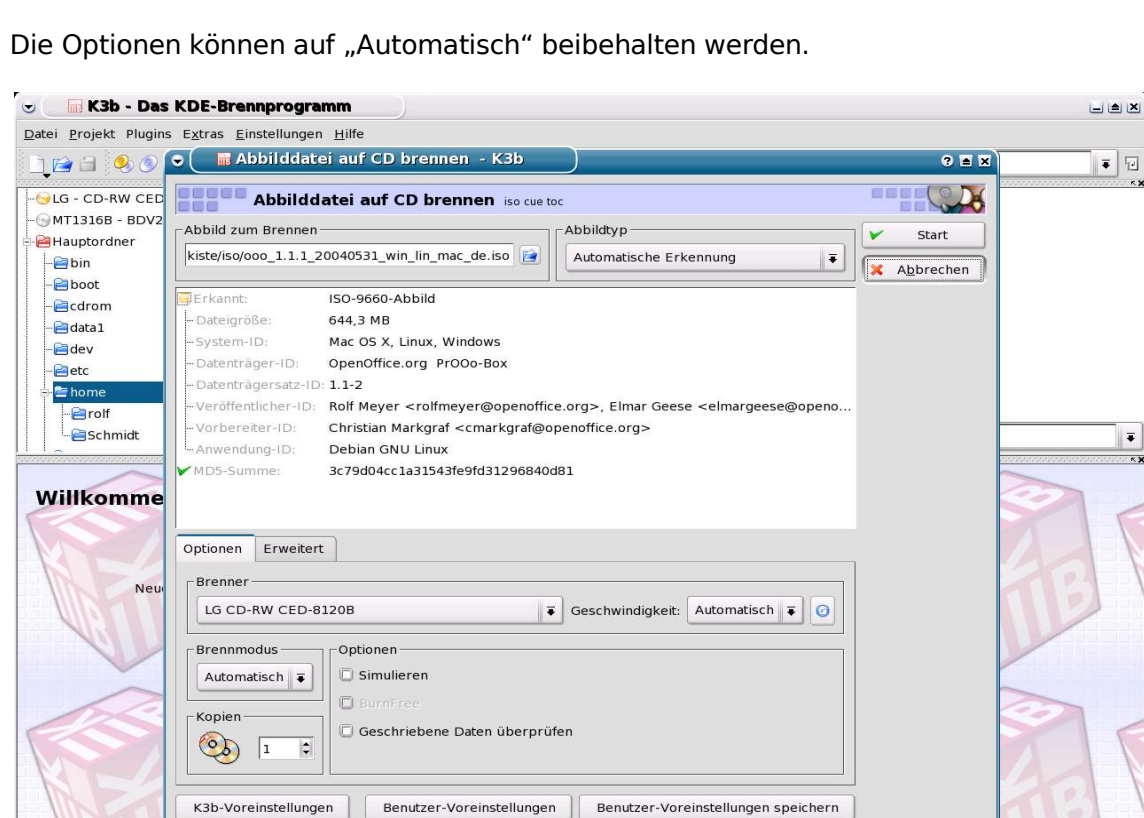 Die Optionen können auf „Automatisch“ beibehalten werden.
K3b - Das KDE-Brennprogramm
Datei Projekt Plugins Extras Einstellungen Hilfe
Abbilddatei auf CD brennen - K3b
LG - CD-RW CED
MT1316B - BDV2
Hauptordner
bin
boot
cdrom
data1
dev
etc
home
rolf
Schmidt
Willkomme
Neu
Abbilddatei auf CD brennen iso cue toc
Abbild zum Brennen
kiste/iso/ooo_1.1.1_20040531_win_lin_mac_de.iso
Abbildtyp
Automatische Erkennung
Start
Abbrechen
Erkannt: ISO-9660-Abbild
Dateigröße: 644,3 MB
System-ID: Mac OS X, Linux, Windows
Datenträger-ID: OpenOffice.org PrOOo-Box
Datenträgersatz-ID: 1.1-2
Veröffentlicher-ID: Rolf Meyer <rolfmeyer@openoffice.org>, Elmar Geese <elmargeese@openo...
Vorbereiter-ID: Christian Markgraf <cmarkgraf@openoffice.org>
Anwendung-ID: Debian GNU Linux
MD5-Summe: 3c79d04cc1a31543fe9fd31296840d81
Optionen Erweitert
Brenner
LG CD-RW CED-8120B Geschwindigkeit: Automatisch
Brennmodus
Automatisch
Kopien
1
Optionen
Simulieren
BurnFree
Geschriebene Daten überprüfen
K3b-Voreinstellungen Benutzer-Voreinstellungen Benutzer-Voreinstellungen speichern